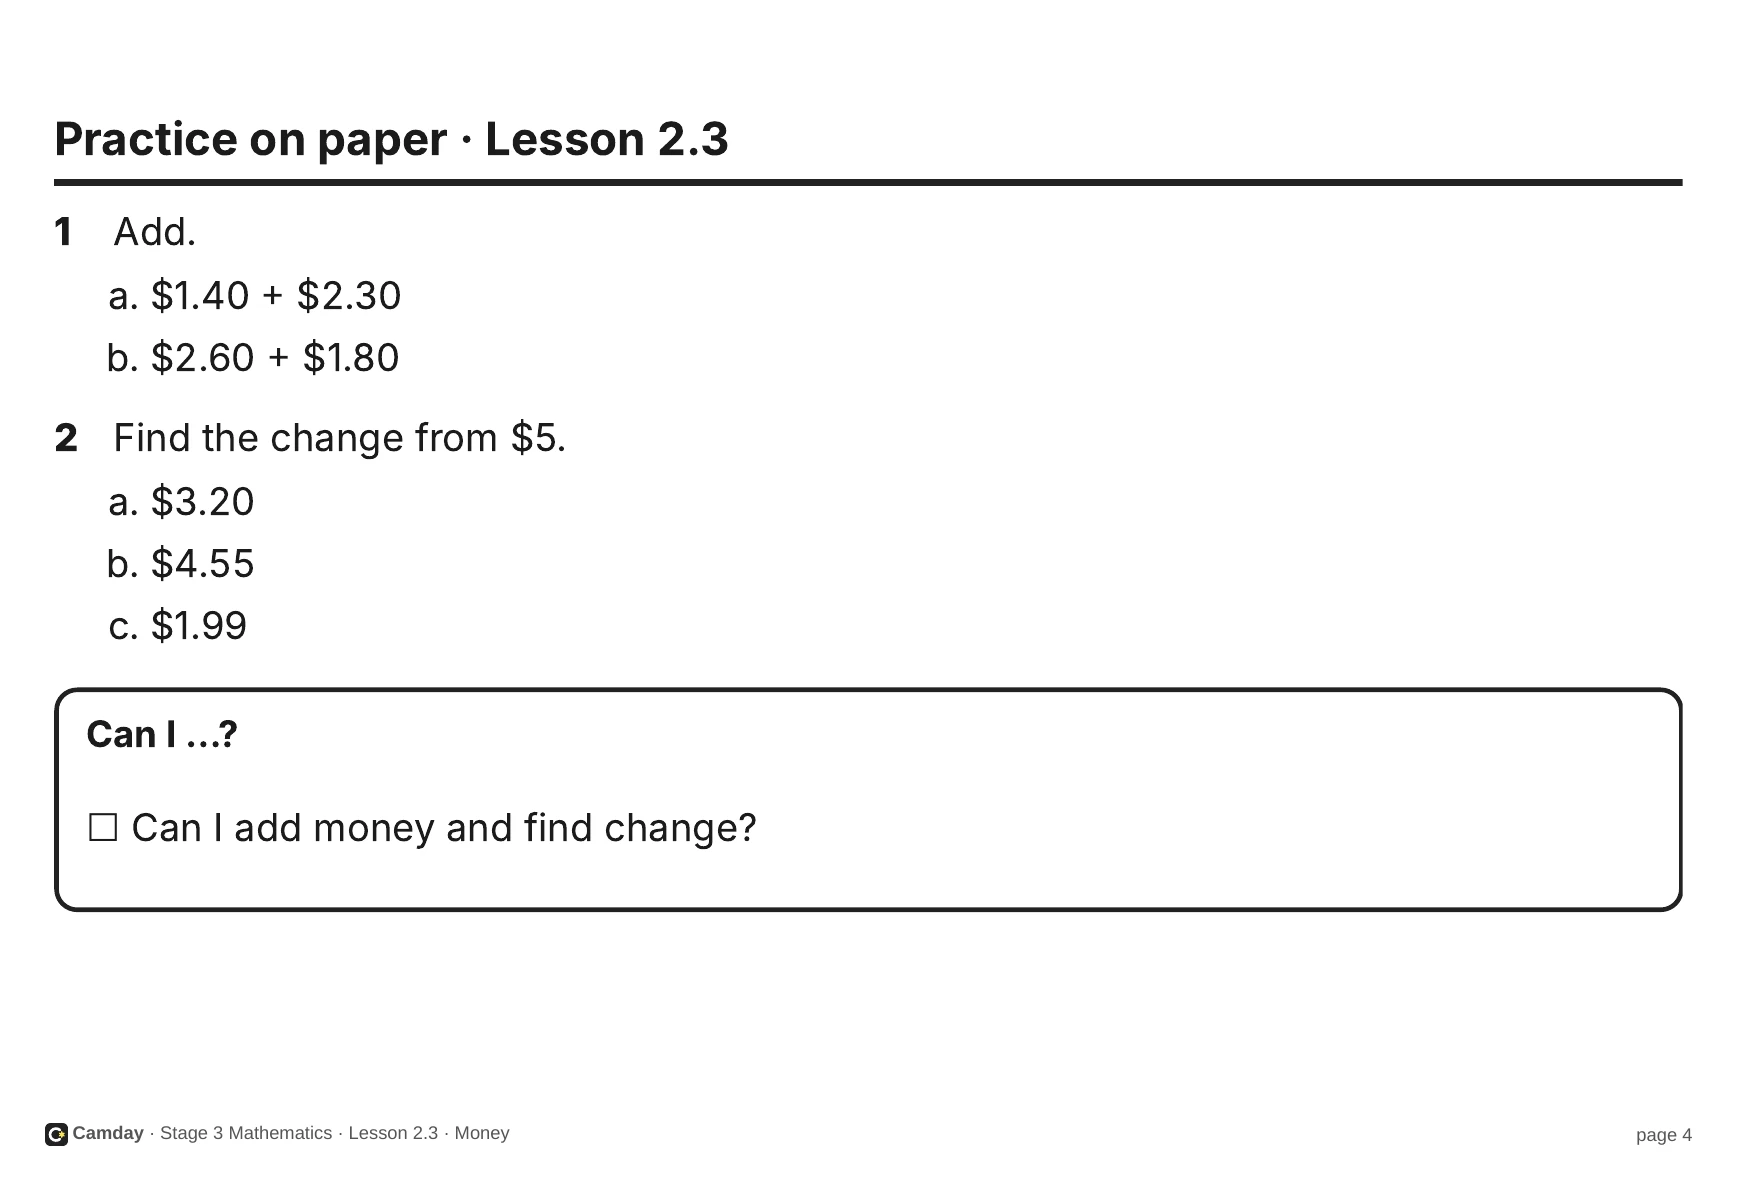 Practice on paper · Lesson 2.3
1 Add.
a. $1.40 + $2.30
b. $2.60 + $1.80
2 Find the change from $5.
a. $3.20
b. $4.55
c. $1.99
Can I ...?
☐ Can I add money and find change?
Camday · Stage 3 Mathematics · Lesson 2.3 · Money
page 4